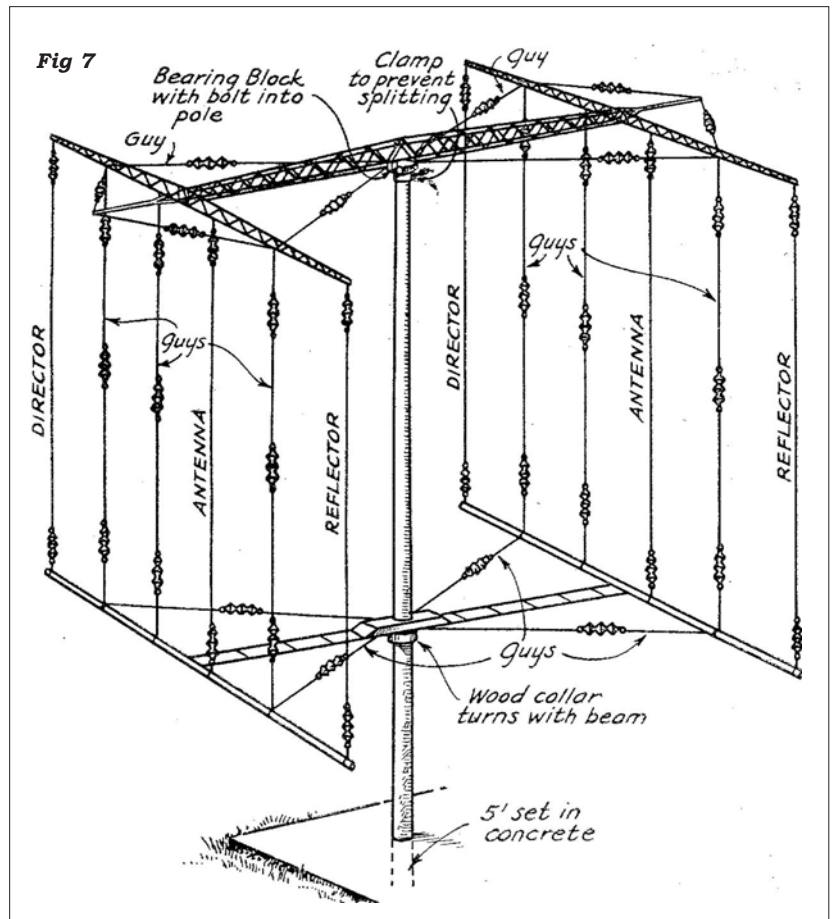 Fig 7
Bearing Block
with bolt into
pole
Clamp
to prevent
splitting
guy
Guy
guys
guys
DIRECTOR
ANTENNA
REFLECTOR
DIRECTOR
ANTENNA
REFLECTOR
guys
Wood collar
turns with beam
5' set in
concrete